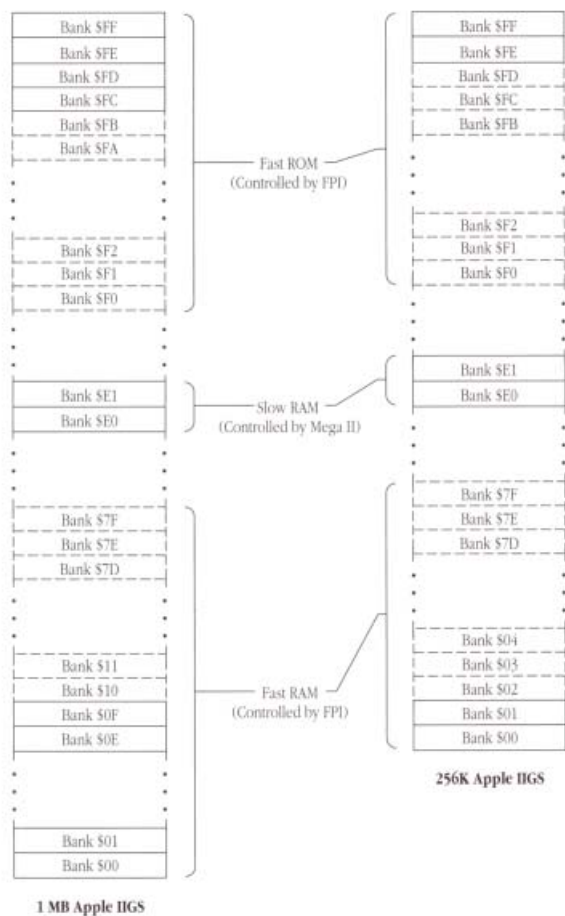 Bank $FF
Bank $FE
Bank $FD
Bank $FC
Bank $FB
Bank $FA
Bank $F2
Bank $F1
Bank $F0
Bank $E1
Bank $E0
Bank $7F
Bank $7E
Bank $7D
Bank $11
Bank $10
Bank $0F
Bank $0E
Bank $01
Bank $00
1 MB Apple IIGS
Fast ROM
(Controlled by FPI)
Slow RAM
(Controlled by Mega II)
Fast RAM
(Controlled by FPI)
Bank $FF
Bank $FE
Bank $FD
Bank $FC
Bank $FB
Bank $F2
Bank $F1
Bank $F0
Bank $E1
Bank $E0
Bank $7F
Bank $7E
Bank $7D
Bank $04
Bank $03
Bank $02
Bank $01
Bank $00
256K Apple IIGS